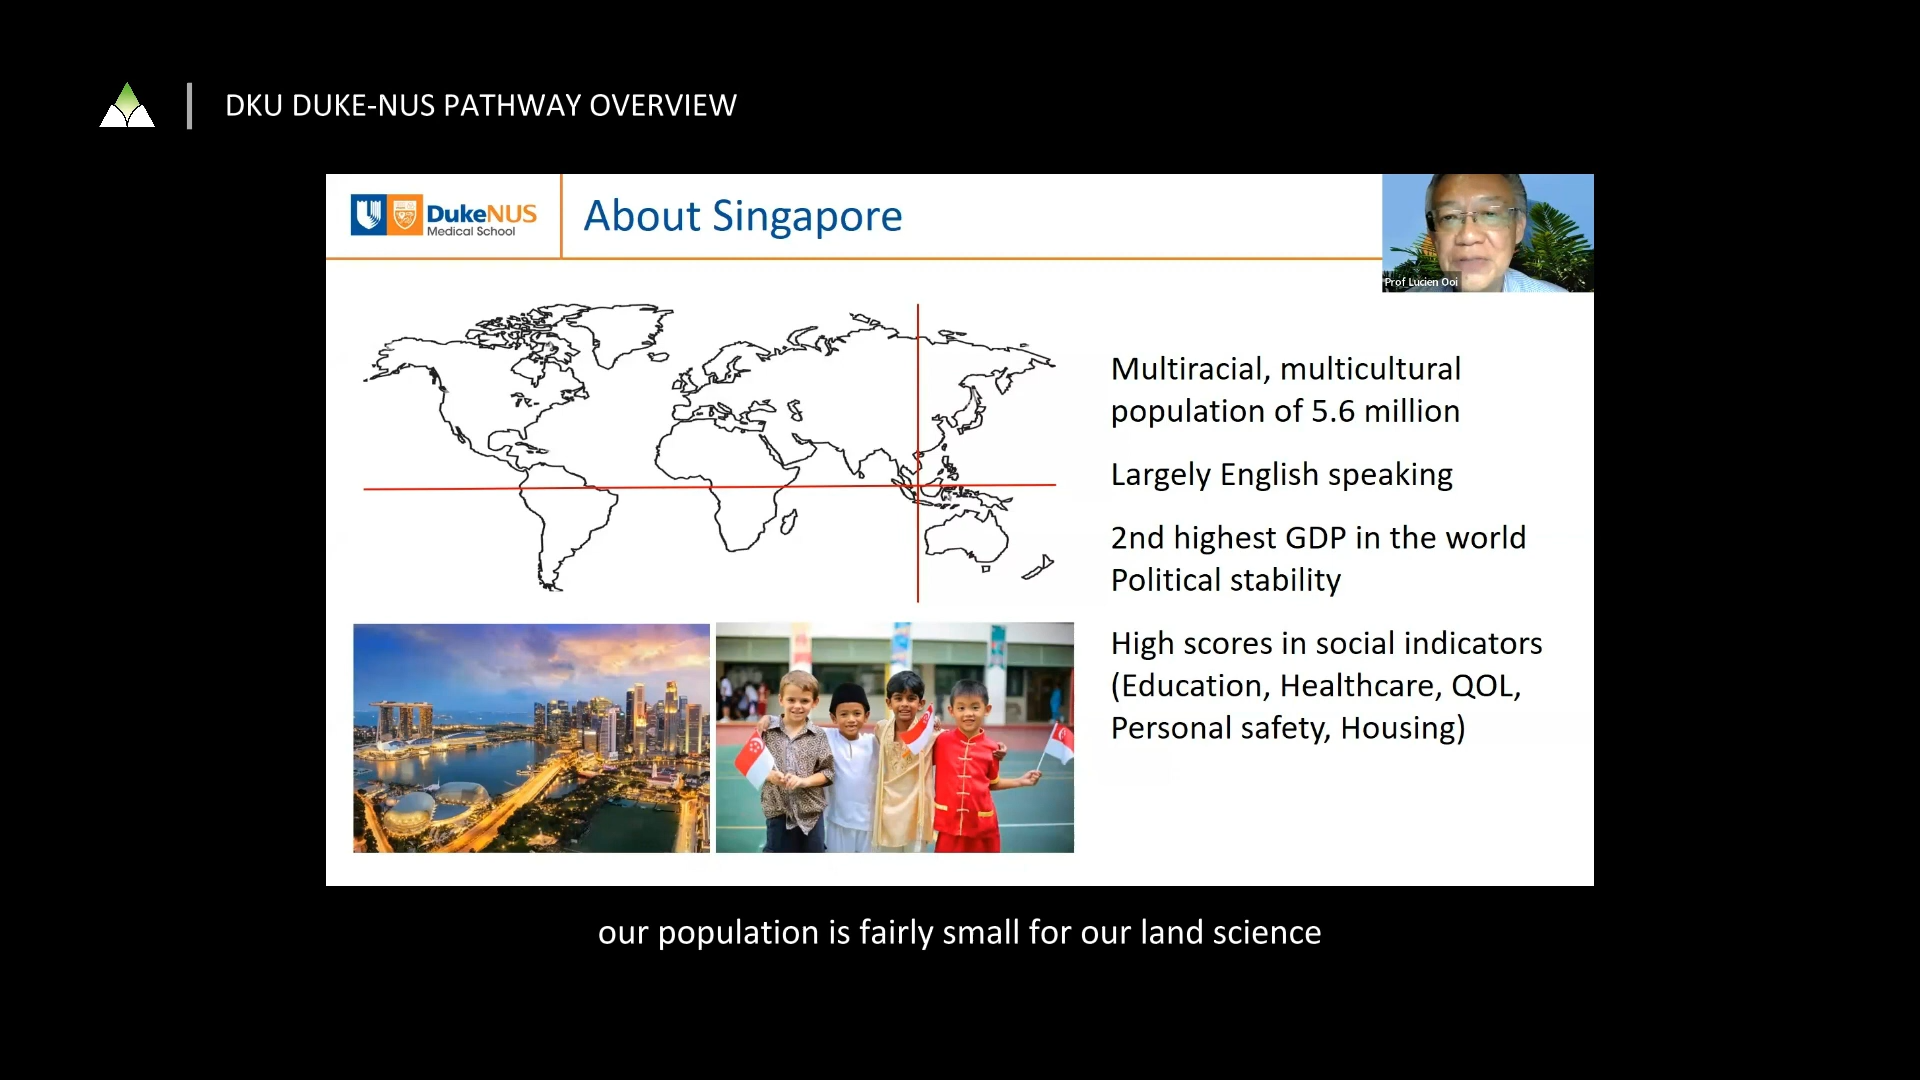 DKU DUKE-NUS PATHWAY OVERVIEW
DukeNUS
Medical School
About Singapore
Prof Lucien Ooi
Multiracial, multicultural
population of 5.6 million
Largely English speaking
2nd highest GDP in the world
Political stability
High scores in social indicators
(Education, Healthcare, QOL,
Personal safety, Housing)
our population is fairly small for our land science